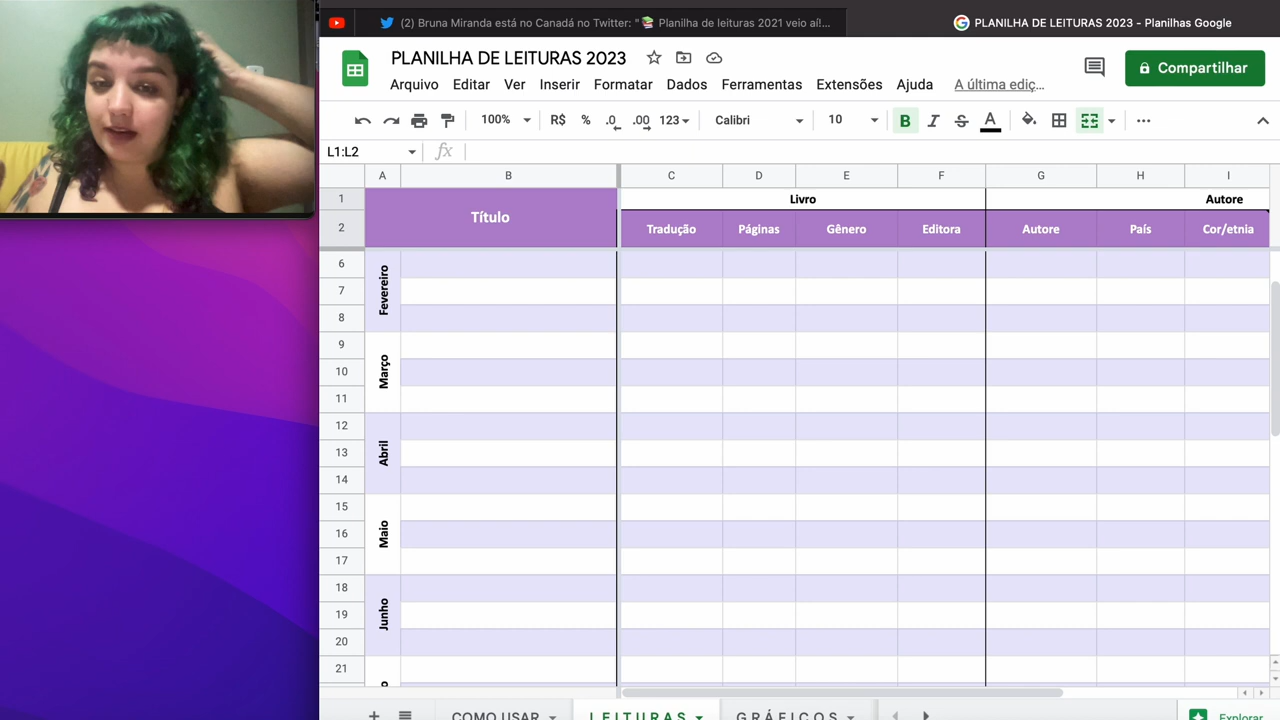 (2) Bruna Miranda está no Canadá no Twitter: "📚 Planilha de leituras 2021 veio aí!...
PLANILHA DE LEITURAS 2023 - Planilhas Google
PLANILHA DE LEITURAS 2023
Compartilhar
Arquivo Editar Ver Inserir Formatar Dados Ferramentas Extensões Ajuda A última ediç...
100% R$ % .0 .00 123 Calibri 10 B I S A
L1:L2 fx
A B C D E F G H I
1 Título Livro Autore
2 Tradução Páginas Gênero Editora Autore País Cor/etnia
6
7 Fevereiro
8
9
10 Março
11
12
13 Abril
14
15
16 Maio
17
18
19 Junho
20
21
COMO USAR LEITURAS GRÁFICOS Explorar